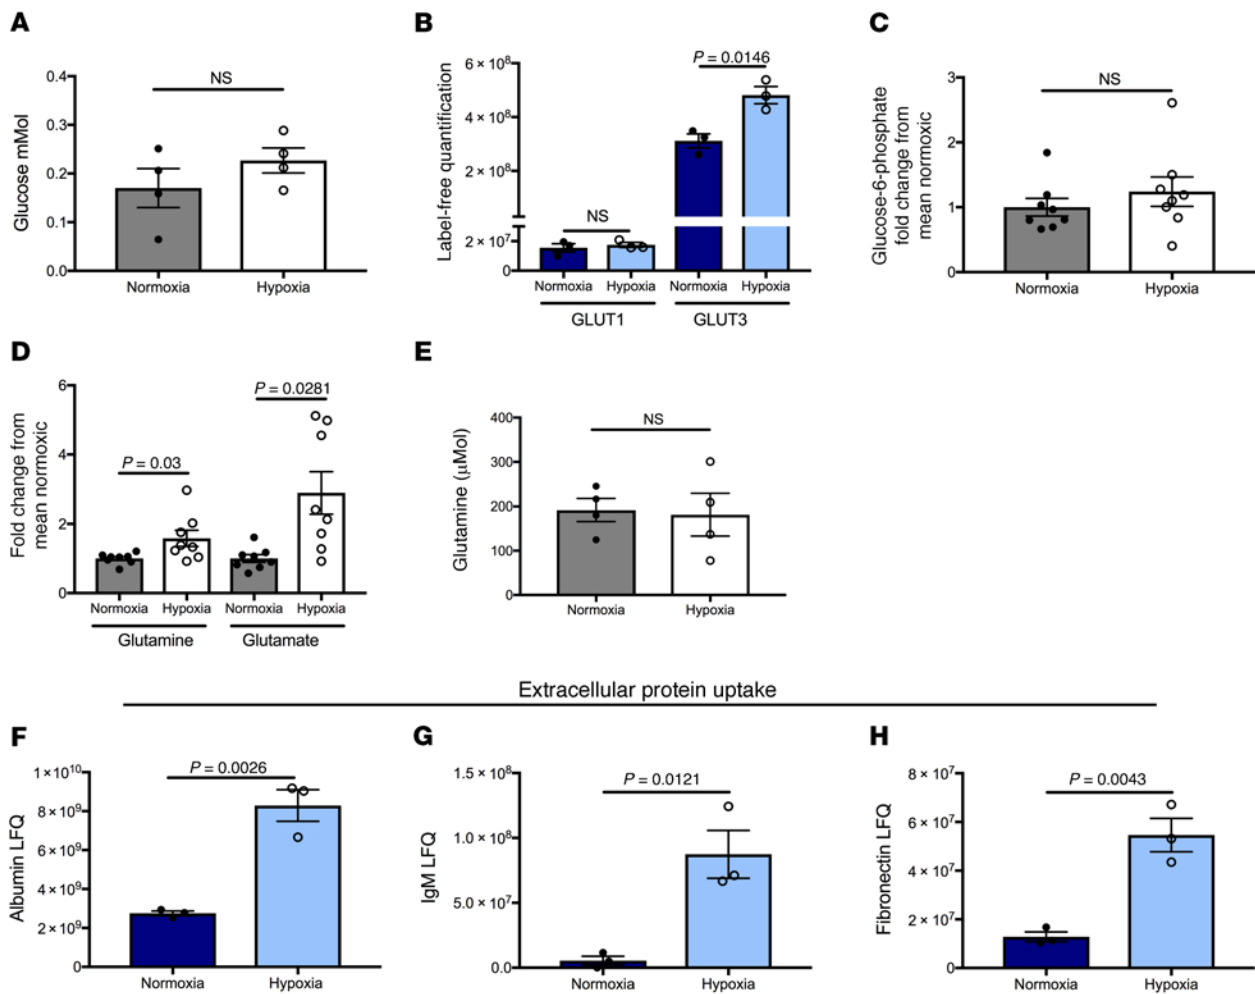 A
Glucose mMol
0.4
0.3
0.2
0.1
0.0
NS
Normoxia Hypoxia
B
Label-free quantification
6 × 10⁸
4 × 10⁸
2 × 10⁸
2 × 10⁷
0
NS
P = 0.0146
Normoxia Hypoxia Normoxia Hypoxia
GLUT1 GLUT3
C
Glucose-6-phosphate
fold change from
mean normoxic
3
2
1
0
NS
Normoxia Hypoxia
D
Fold change from
mean normoxic
6
4
2
0
P = 0.03
P = 0.0281
Normoxia Hypoxia Normoxia Hypoxia
Glutamine Glutamate
E
Glutamine (μMol)
400
300
200
100
0
NS
Normoxia Hypoxia
Extracellular protein uptake
F
Albumin LFQ
1 × 10¹⁰
8 × 10⁹
6 × 10⁹
4 × 10⁹
2 × 10⁹
0
P = 0.0026
Normoxia Hypoxia
G
IgM LFQ
1.5 × 10⁸
1.0 × 10⁸
5.0 × 10⁷
0.0
P = 0.0121
Normoxia Hypoxia
H
Fibronectin LFQ
8 × 10⁷
6 × 10⁷
4 × 10⁷
2 × 10⁷
0
P = 0.0043
Normoxia Hypoxia